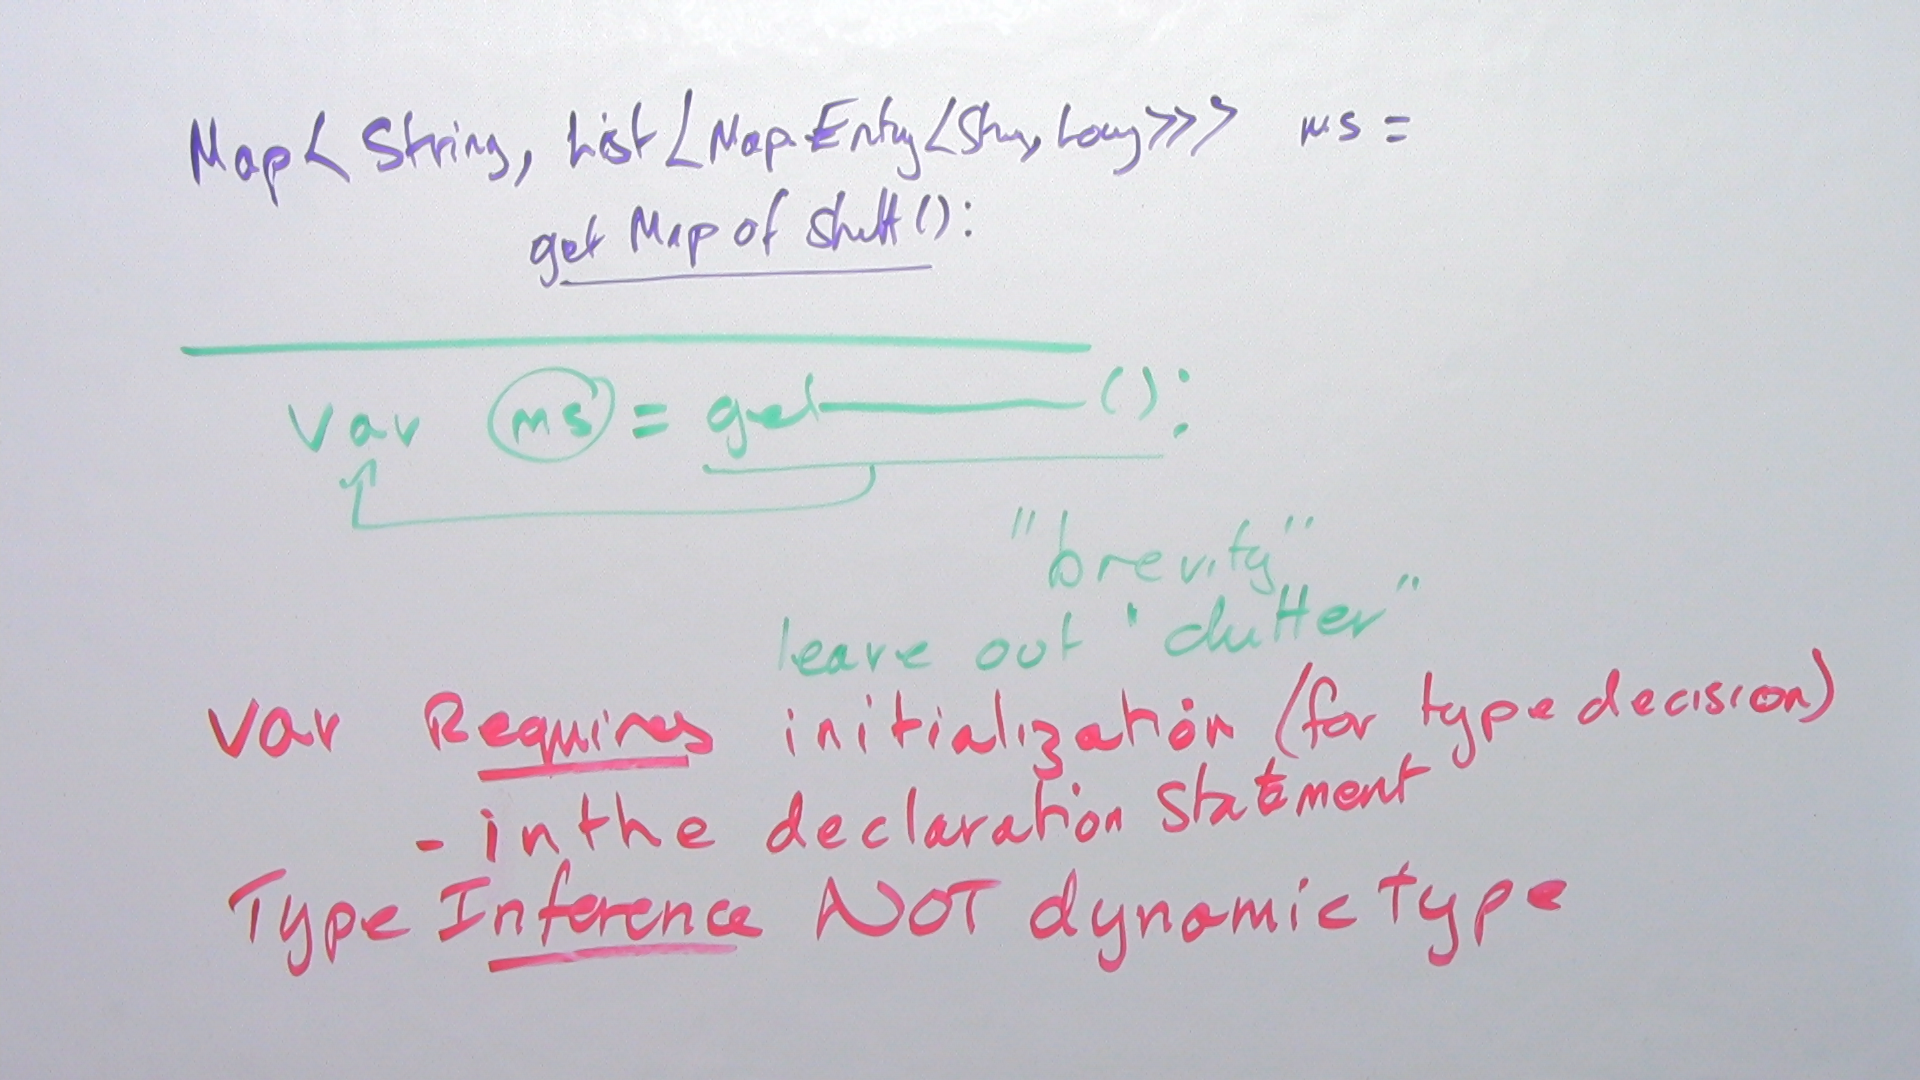 Map< String, List<Map.Entry<Str, Long>>> ms =
get Map of Stuff():
var ms = get ():
"brevity"
leave out "clutter"
var Requires initialization (for type decision)
- in the declaration statement
Type Inference NOT dynamic type